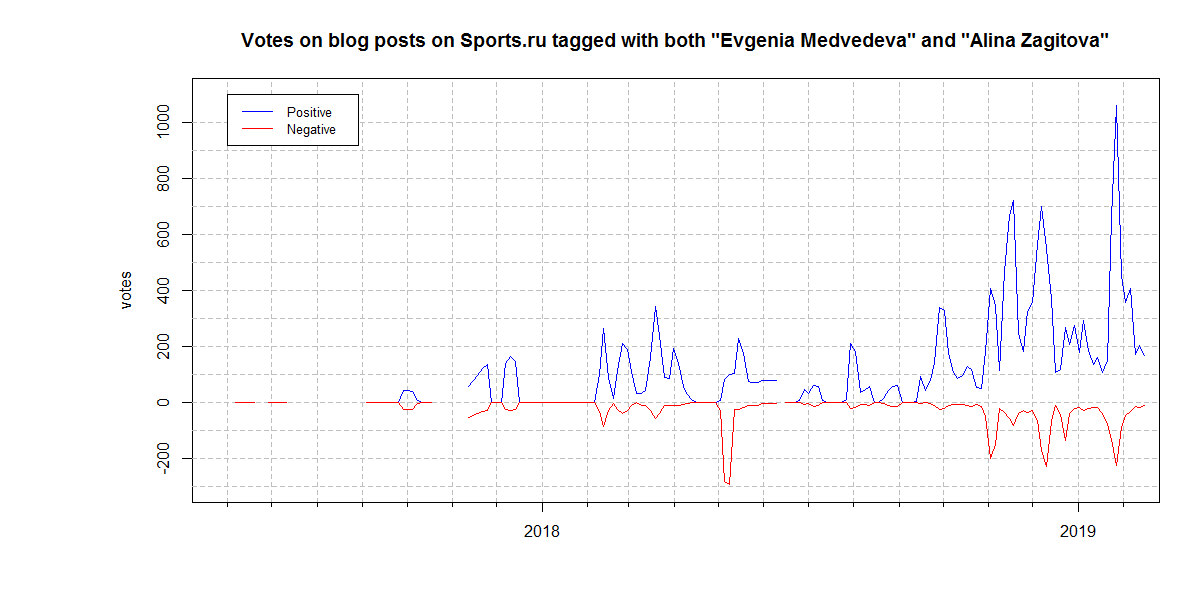 Votes on blog posts on Sports.ru tagged with both "Evgenia Medvedeva" and "Alina Zagitova"
Positive
Negative
votes
1000
800
600
400
200
0
-200
2018 2019